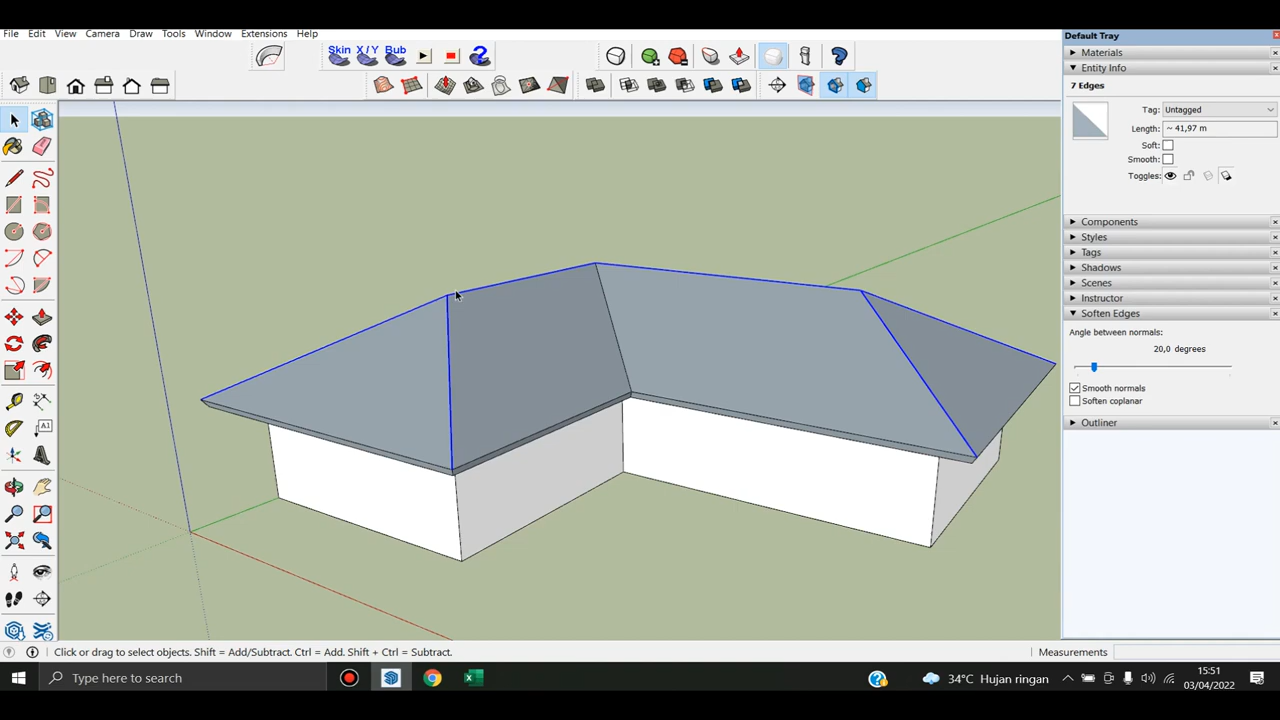 Default Tray
File Edit View Camera Draw Tools Window Extensions Help
Skin X/Y Bub
Materials
Entity Info
7 Edges
Tag: Untagged
Length: ~ 41,97 m
Soft:
Smooth:
Toggles:
Components
Styles
Tags
Shadows
Scenes
Instructor
Soften Edges
Angle between normals:
20,0 degrees
Smooth normals
Soften coplanar
Outliner
A1
Click or drag to select objects. Shift = Add/Subtract. Ctrl = Add. Shift + Ctrl = Subtract.
Measurements
Type here to search
34°C Hujan ringan
15:51
03/04/2022